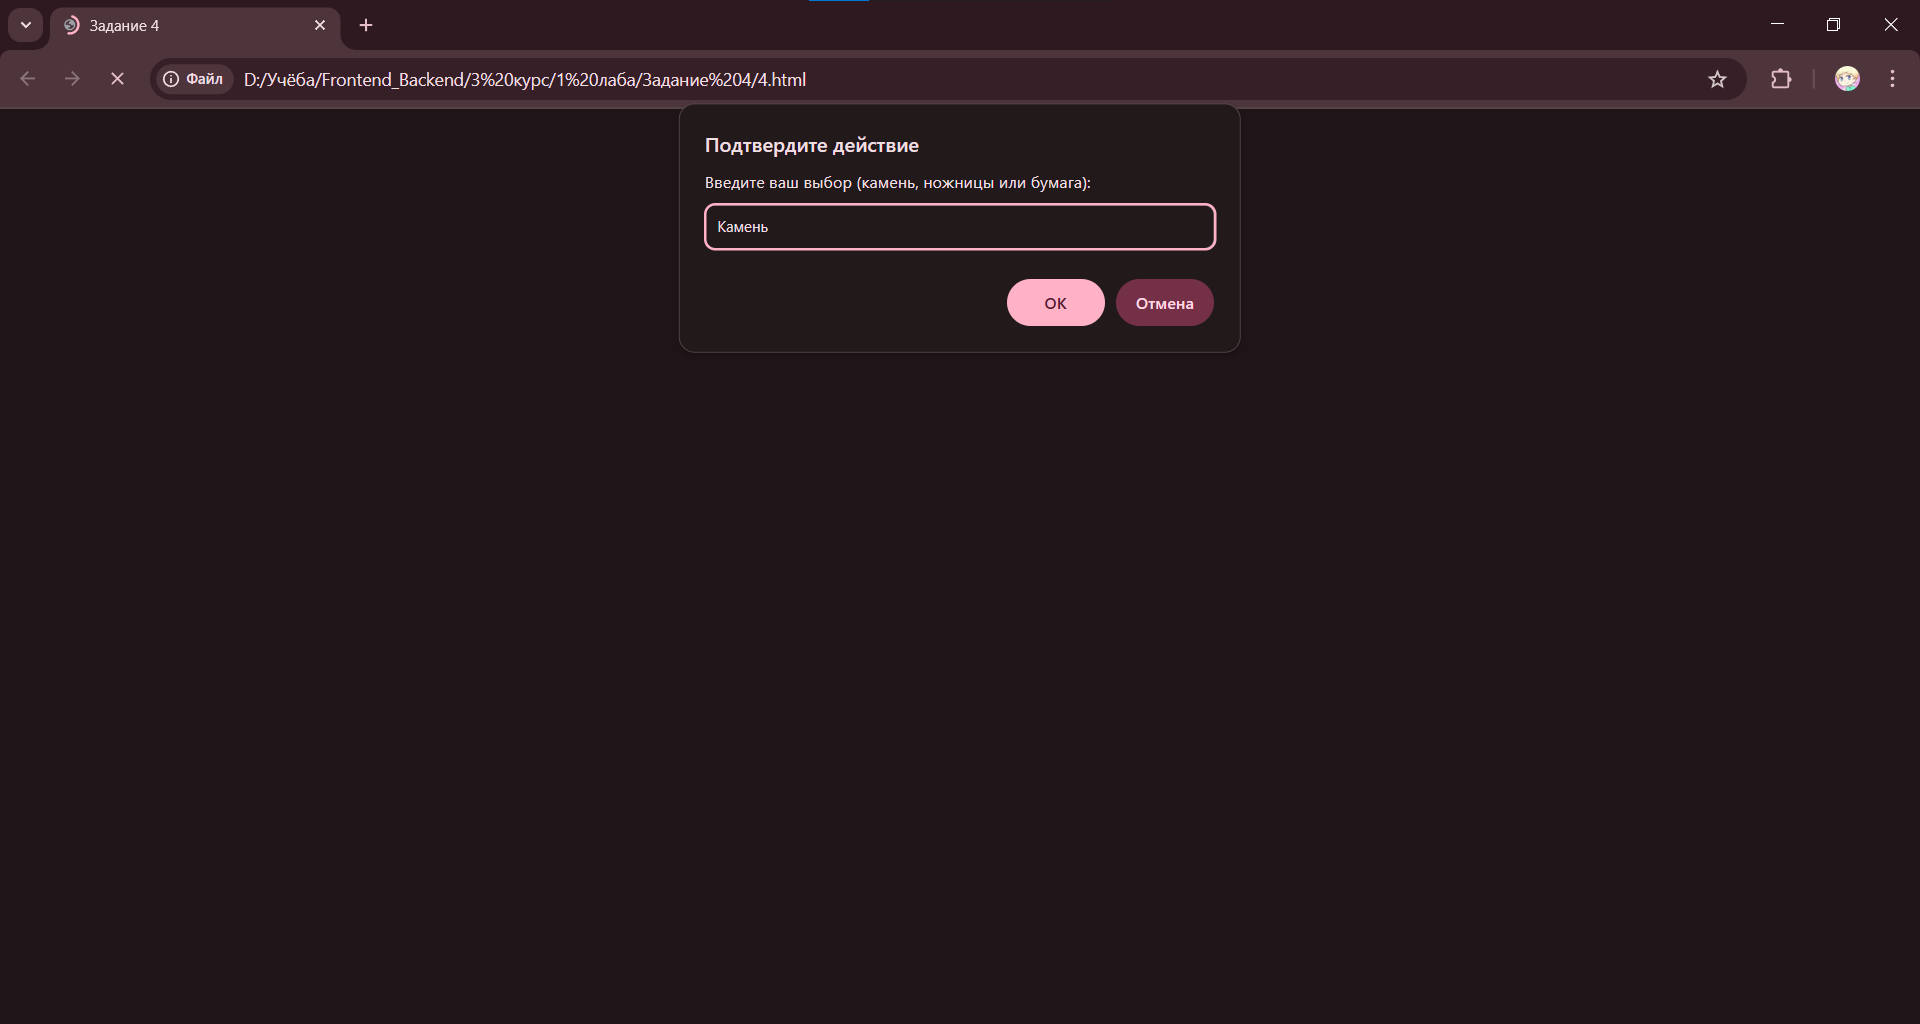 Задание 4
Файл
D:/Учёба/Frontend_Backend/3%20курс/1%20лаба/Задание%204/4.html
Подтвердите действие
Введите ваш выбор (камень, ножницы или бумага):
Камень
ОК
Отмена